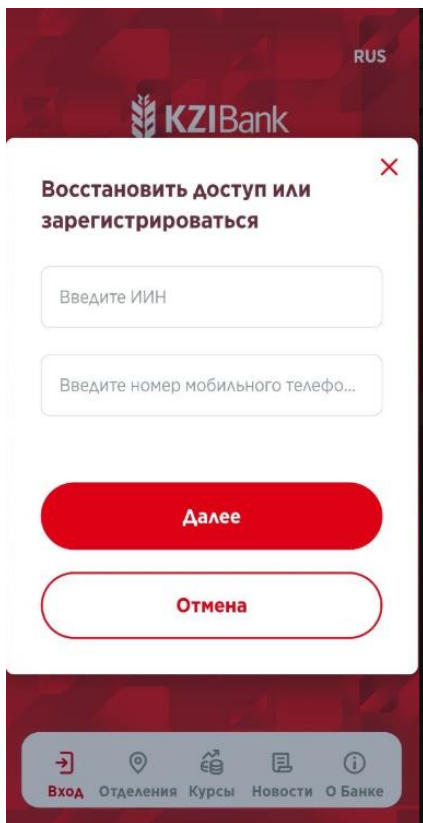 RUS
KZIBank
Восстановить доступ или
зарегистрироваться
Введите ИИН
Введите номер мобильного телефо...
Далее
Отмена
Вход Отделения Курсы Новости О Банке